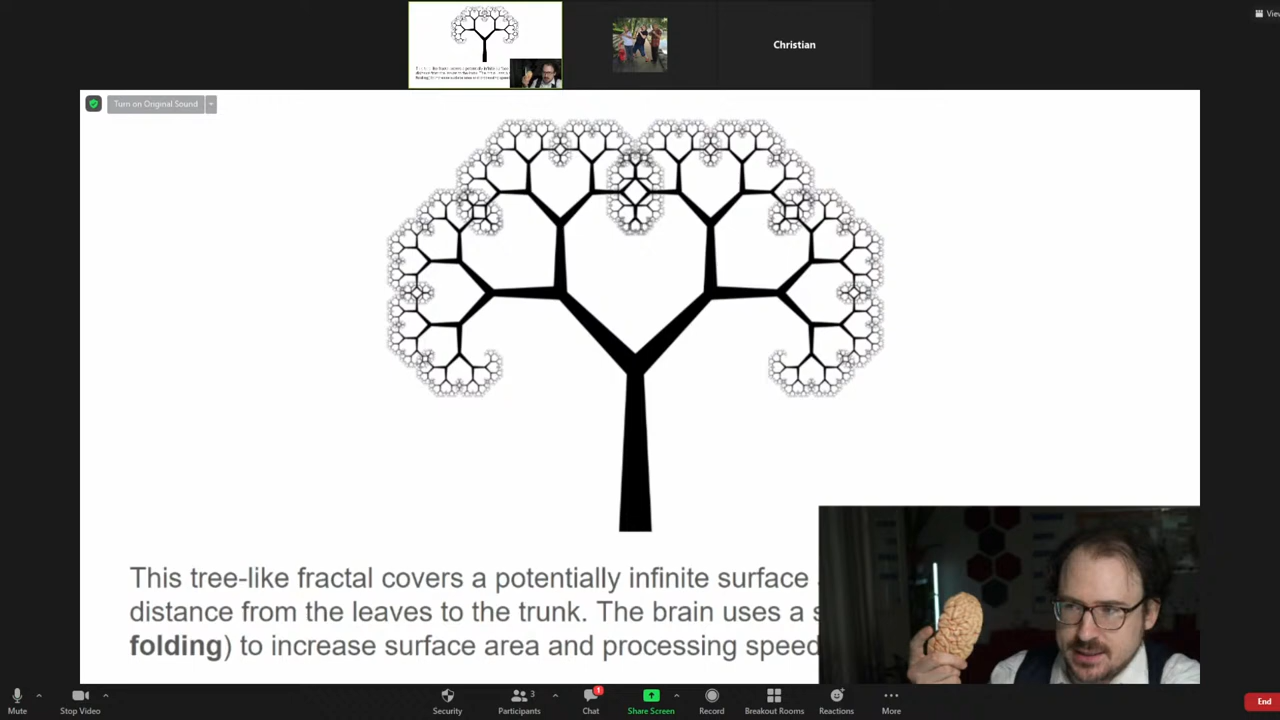 View
Christian
Turn on Original Sound
This tree-like fractal covers a potentially infinite surface
distance from the leaves to the trunk. The brain uses a
folding) to increase surface area and processing speed
Mute
Stop Video
Security
3
Participants
1
Chat
Share Screen
Record
Breakout Rooms
Reactions
More
End